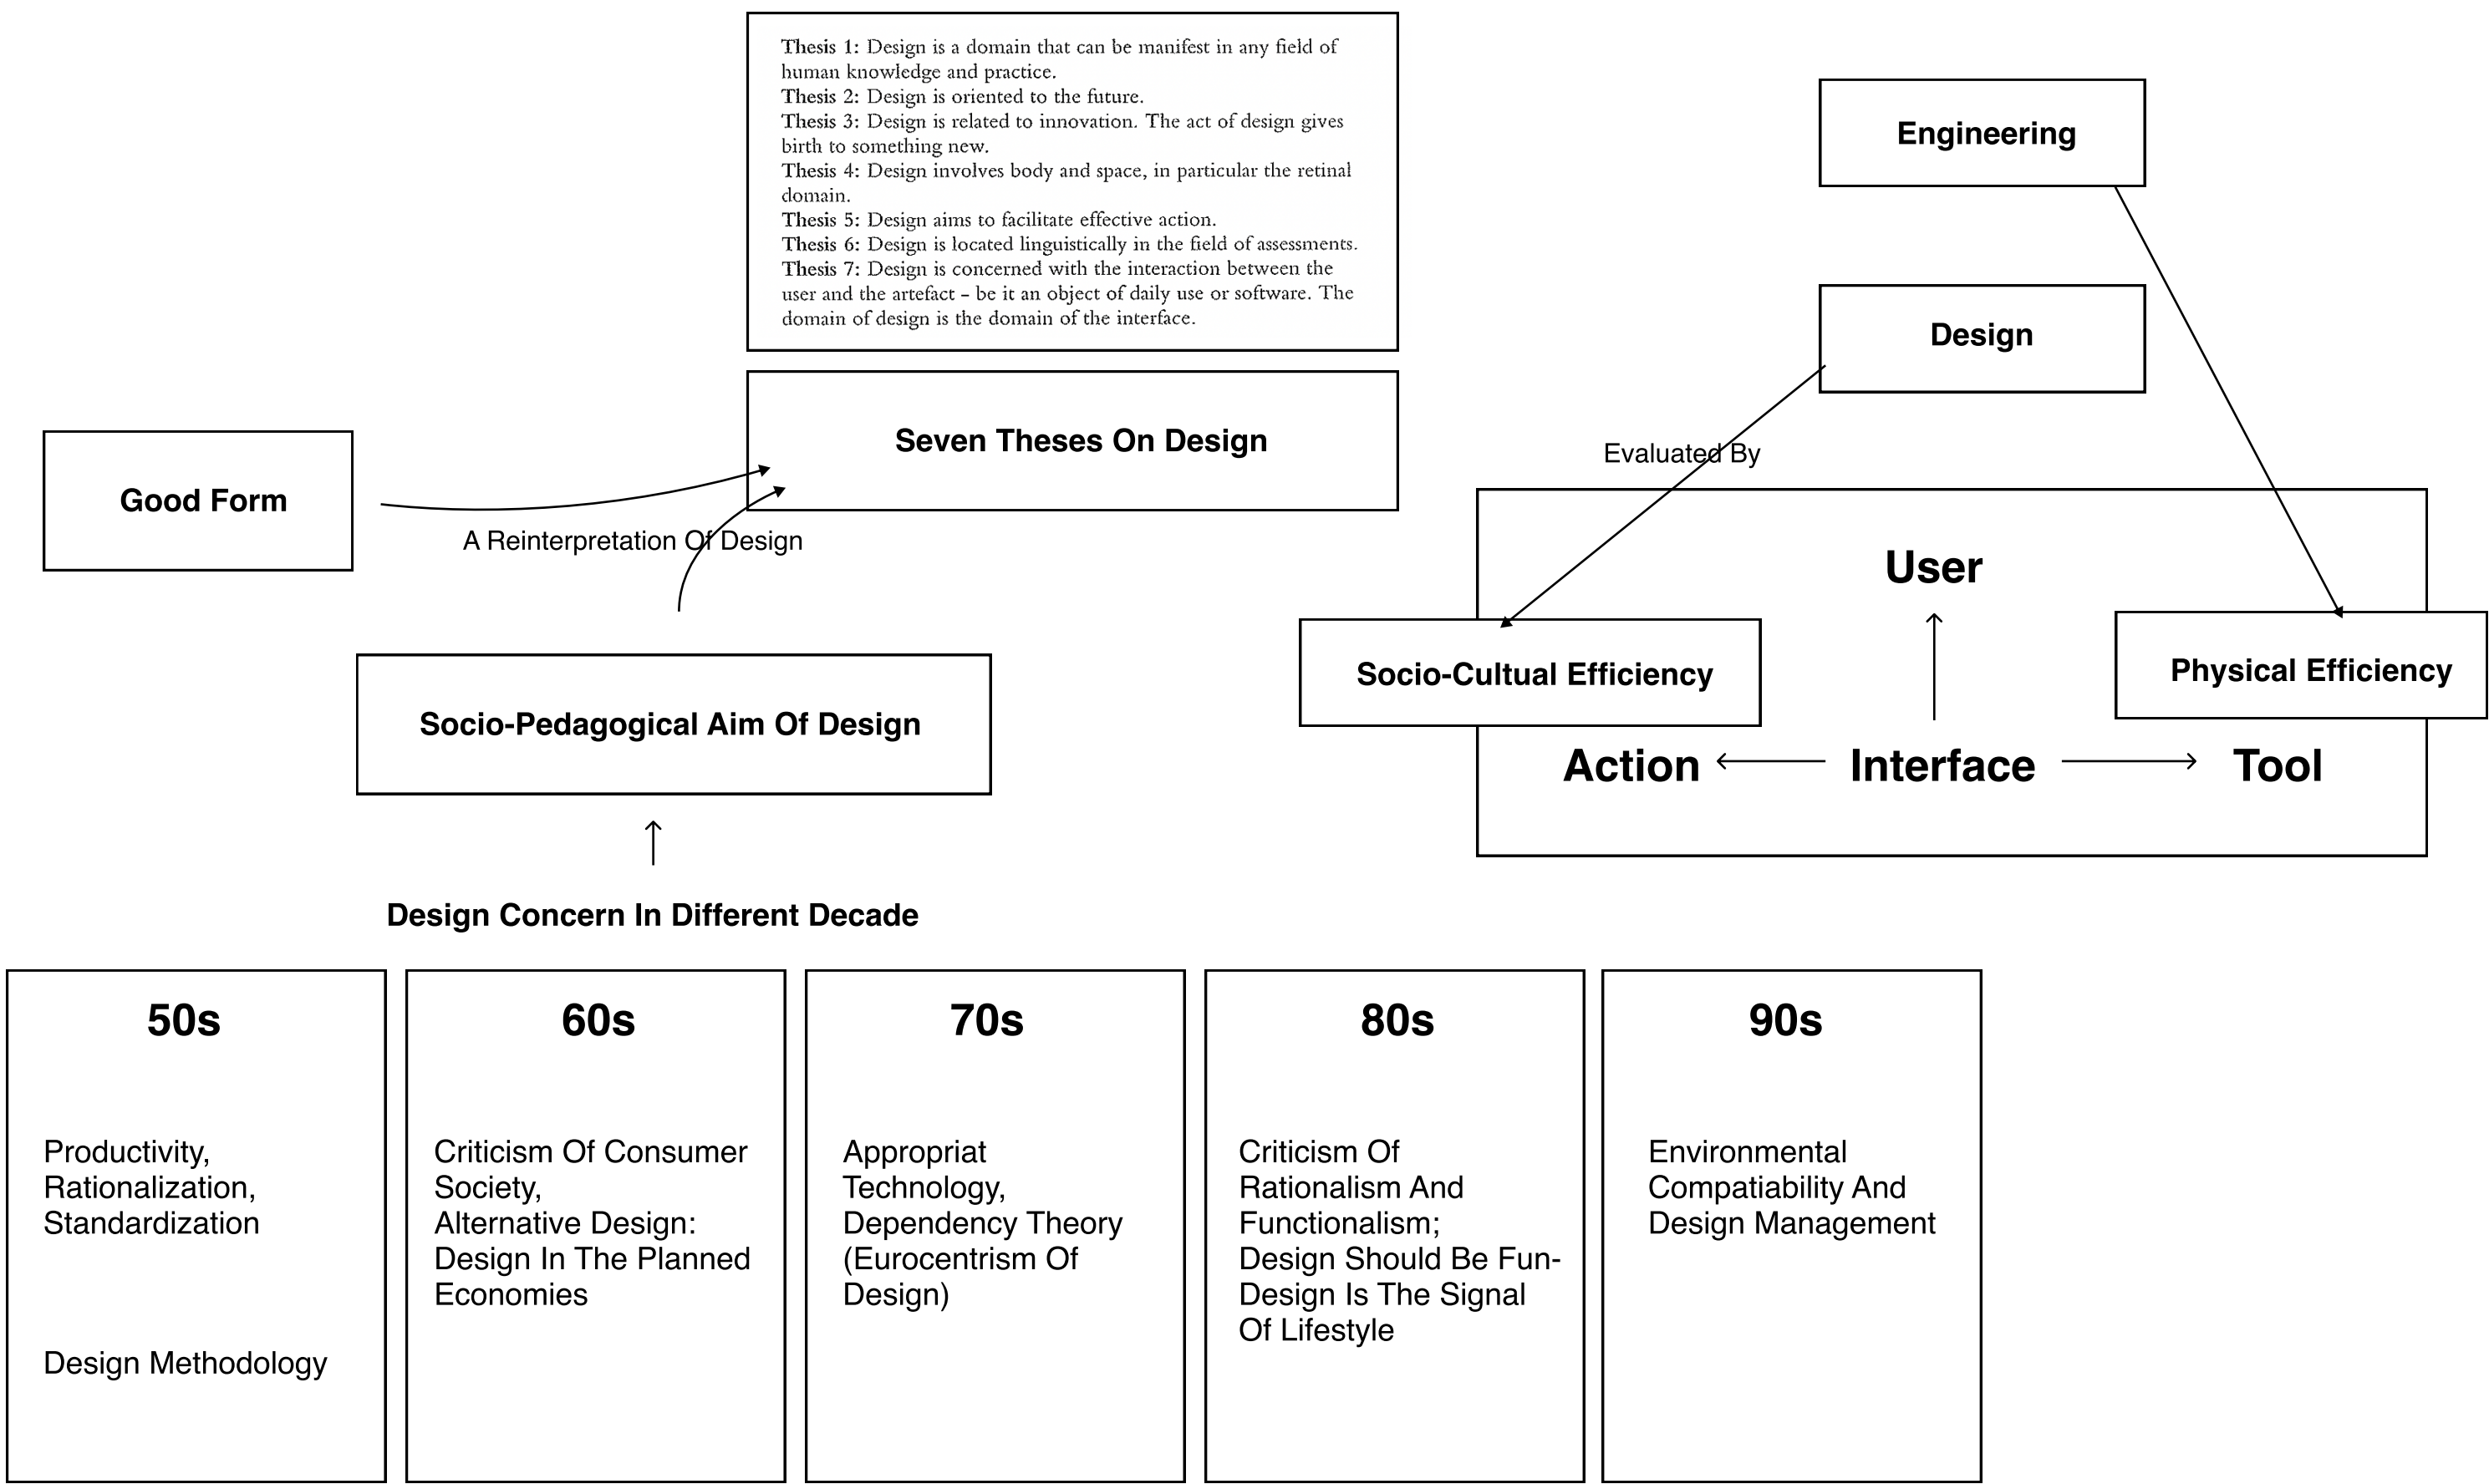 Thesis 1: Design is a domain that can be manifest in any field of
human knowledge and practice.
Thesis 2: Design is oriented to the future.
Thesis 3: Design is related to innovation. The act of design gives
birth to something new.
Thesis 4: Design involves body and space, in particular the retinal
domain.
Thesis 5: Design aims to facilitate effective action.
Thesis 6: Design is located linguistically in the field of assessments.
Thesis 7: Design is concerned with the interaction between the
user and the artefact – be it an object of daily use or software. The
domain of design is the domain of the interface.
Seven Theses On Design
Good Form
A Reinterpretation Of Design
Socio-Pedagogical Aim Of Design
Design Concern In Different Decade
Engineering
Design
Evaluated By
User
Socio-Cultual Efficiency
Physical Efficiency
Action
Interface
Tool
50s
Productivity,
Rationalization,
Standardization
Design Methodology
60s
Criticism Of Consumer
Society,
Alternative Design:
Design In The Planned
Economies
70s
Appropriat
Technology,
Dependency Theory
(Eurocentrism Of
Design)
80s
Criticism Of
Rationalism And
Functionalism;
Design Should Be Fun-
Design Is The Signal
Of Lifestyle
90s
Environmental
Compatiability And
Design Management